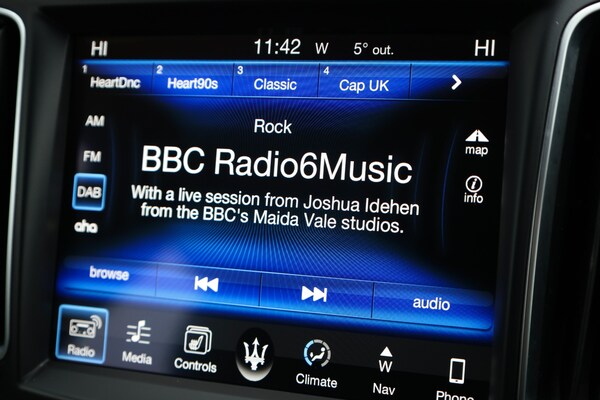 HI 11:42 W 5° out. HI
1 HeartDnc 2 Heart90s 3 Classic 4 Cap UK
AM
FM
DAB
aha
Rock
BBC Radio6Music
With a live session from Joshua Idehen
from the BBC's Maida Vale studios.
map
info
browse audio
Radio Media Controls Climate W Nav Phone